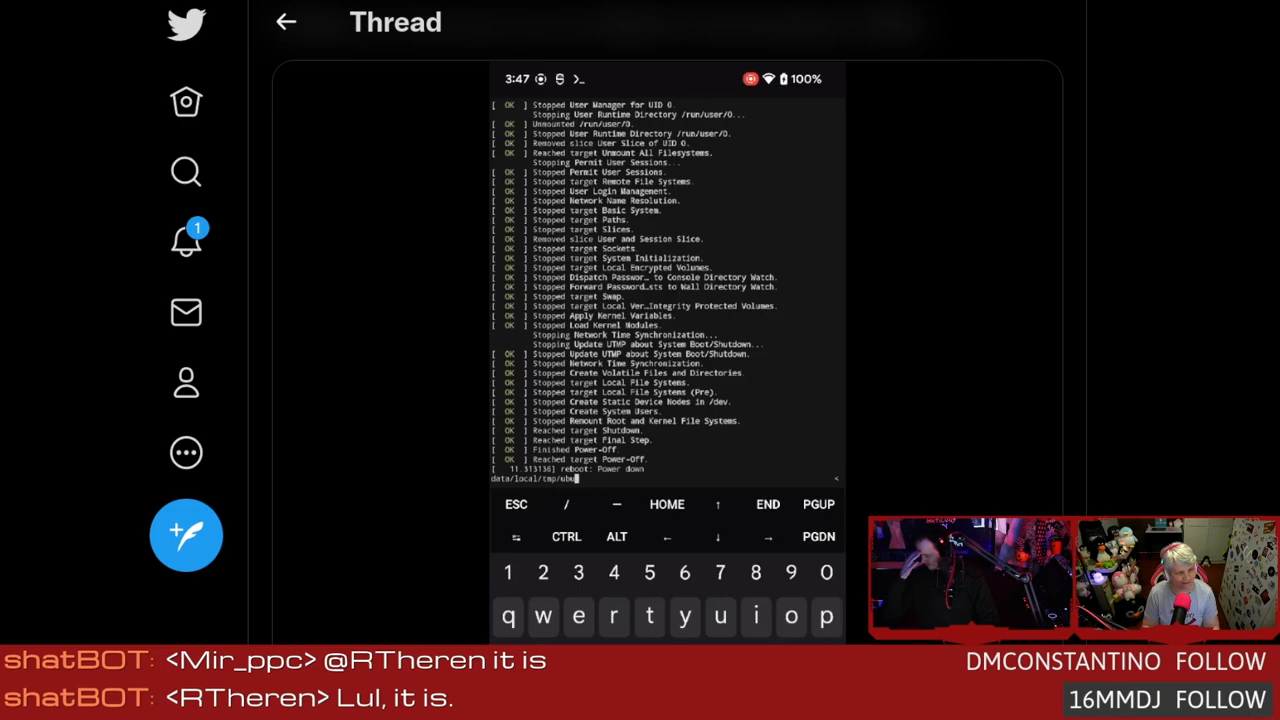 Thread
3:47 100%
[ OK ] Stopped User Manager for UID 0.
Stopping User Runtime Directory /run/user/0...
[ OK ] Unmounted /run/user/0.
[ OK ] Stopped User Runtime Directory /run/user/0.
[ OK ] Removed slice User Slice of UID 0.
[ OK ] Reached target Unmount All Filesystems.
Stopping Permit User Sessions...
[ OK ] Stopped Permit User Sessions.
[ OK ] Stopped target Remote File Systems.
[ OK ] Stopped User Login Management.
[ OK ] Stopped Network Name Resolution.
[ OK ] Stopped target Basic System.
[ OK ] Stopped target Paths.
[ OK ] Stopped target Slices.
[ OK ] Removed slice User and Session Slice.
[ OK ] Stopped target Sockets.
[ OK ] Stopped target System Initialization.
[ OK ] Stopped target Local Encrypted Volumes.
[ OK ] Stopped Dispatch Passwor… to Console Directory Watch.
[ OK ] Stopped Forward Password…sts to Wall Directory Watch.
[ OK ] Stopped target Swap.
[ OK ] Stopped target Local Ver…Integrity Protected Volumes.
[ OK ] Stopped Apply Kernel Variables.
[ OK ] Stopped Load Kernel Modules.
Stopping Network Time Synchronization...
Stopping Update UTMP about System Boot/Shutdown...
[ OK ] Stopped Update UTMP about System Boot/Shutdown.
[ OK ] Stopped Network Time Synchronization.
[ OK ] Stopped Create Volatile Files and Directories.
[ OK ] Stopped target Local File Systems.
[ OK ] Stopped target Local File Systems (Pre).
[ OK ] Stopped Create Static Device Nodes in /dev.
[ OK ] Stopped Create System Users.
[ OK ] Stopped Remount Root and Kernel File Systems.
[ OK ] Reached target Shutdown.
[ OK ] Reached target Final Step.
[ OK ] Finished Power-Off.
[ OK ] Reached target Power-Off.
[ 11.313136] reboot: Power down
data/local/tmp/ubu <
ESC / — HOME ↑ END PGUP
CTRL ALT ← ↓ → PGDN
1 2 3 4 5 6 7 8 9 0
q w e r t y u i o p
1
shatBOT: <Mir_ppc> @RTheren it is
shatBOT: <RTheren> Lul, it is.
DMCONSTANTINO FOLLOW
16MMDJ FOLLOW